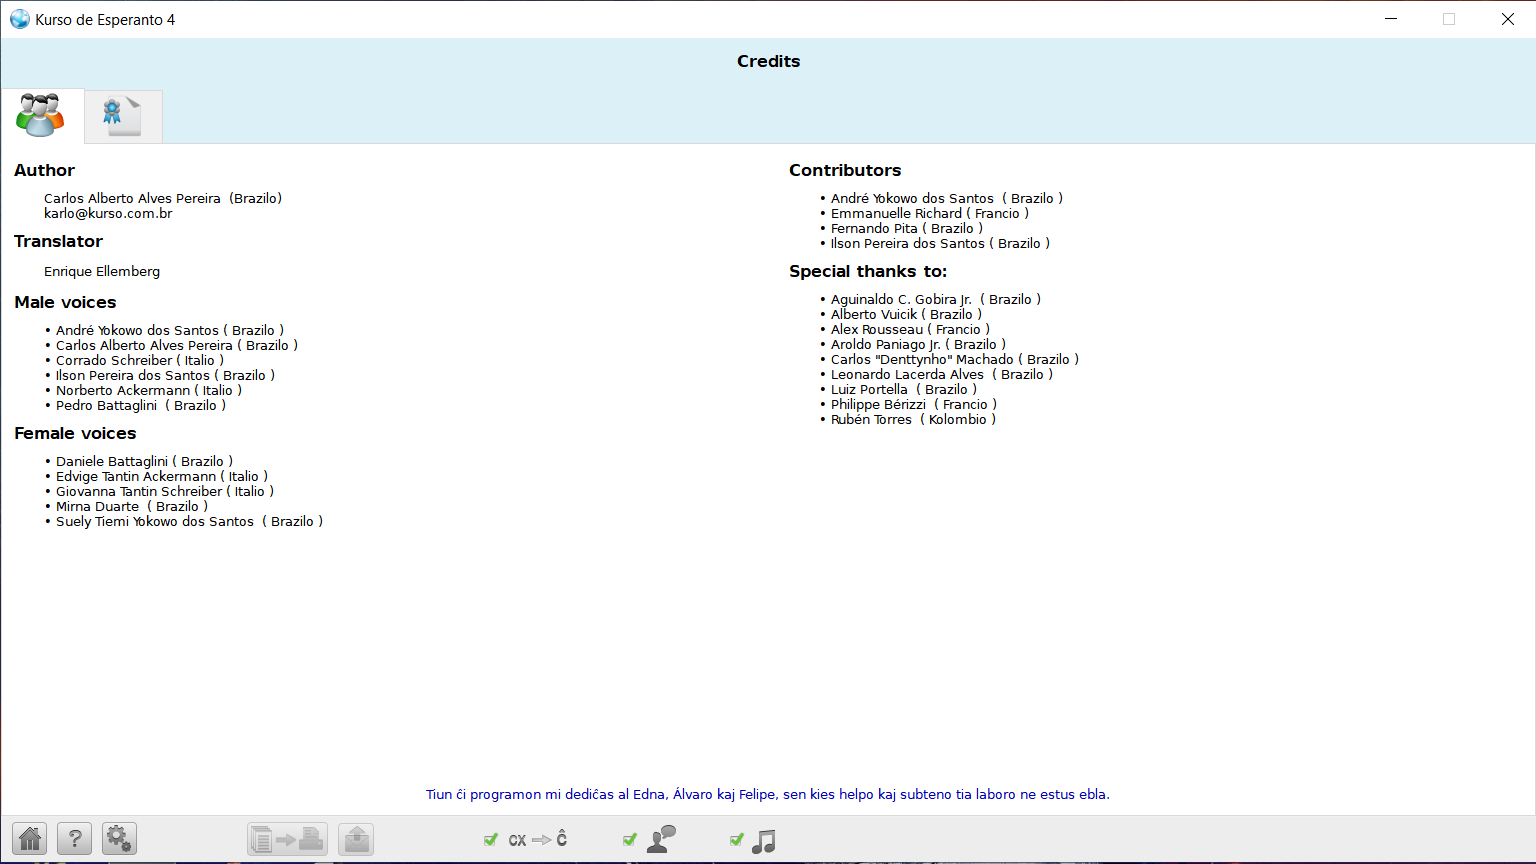 Kurso de Esperanto 4
Credits
Author
Carlos Alberto Alves Pereira (Brazilo)
karlo@kurso.com.br
Translator
Enrique Ellemberg
Male voices
• André Yokowo dos Santos ( Brazilo )
• Carlos Alberto Alves Pereira ( Brazilo )
• Corrado Schreiber ( Italio )
• Ilson Pereira dos Santos ( Brazilo )
• Norberto Ackermann ( Italio )
• Pedro Battaglini ( Brazilo )
Female voices
• Daniele Battaglini ( Brazilo )
• Edvige Tantin Ackermann ( Italio )
• Giovanna Tantin Schreiber ( Italio )
• Mirna Duarte ( Brazilo )
• Suely Tiemi Yokowo dos Santos ( Brazilo )
Contributors
• André Yokowo dos Santos ( Brazilo )
• Emmanuelle Richard ( Francio )
• Fernando Pita ( Brazilo )
• Ilson Pereira dos Santos ( Brazilo )
Special thanks to:
• Aguinaldo C. Gobira Jr. ( Brazilo )
• Alberto Vuicik ( Brazilo )
• Alex Rousseau ( Francio )
• Aroldo Paniago Jr. ( Brazilo )
• Carlos "Denttynho" Machado ( Brazilo )
• Leonardo Lacerda Alves ( Brazilo )
• Luiz Portella ( Brazilo )
• Philippe Bérizzi ( Francio )
• Rubén Torres ( Kolombio )
Tiun ĉi programon mi dediĉas al Edna, Álvaro kaj Felipe, sen kies helpo kaj subteno tia laboro ne estus ebla.
? cx Ĉ